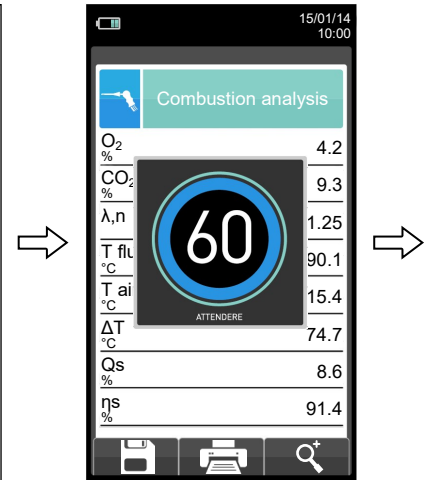 15/01/14
10:00
Combustion analysis
O2
% 4.2
CO2
% 9.3
λ,n 1.25
T flu
°C 90.1
T ai
°C 15.4
ΔT
°C 74.7
Qs
% 8.6
ηs
% 91.4
60
ATTENDERE